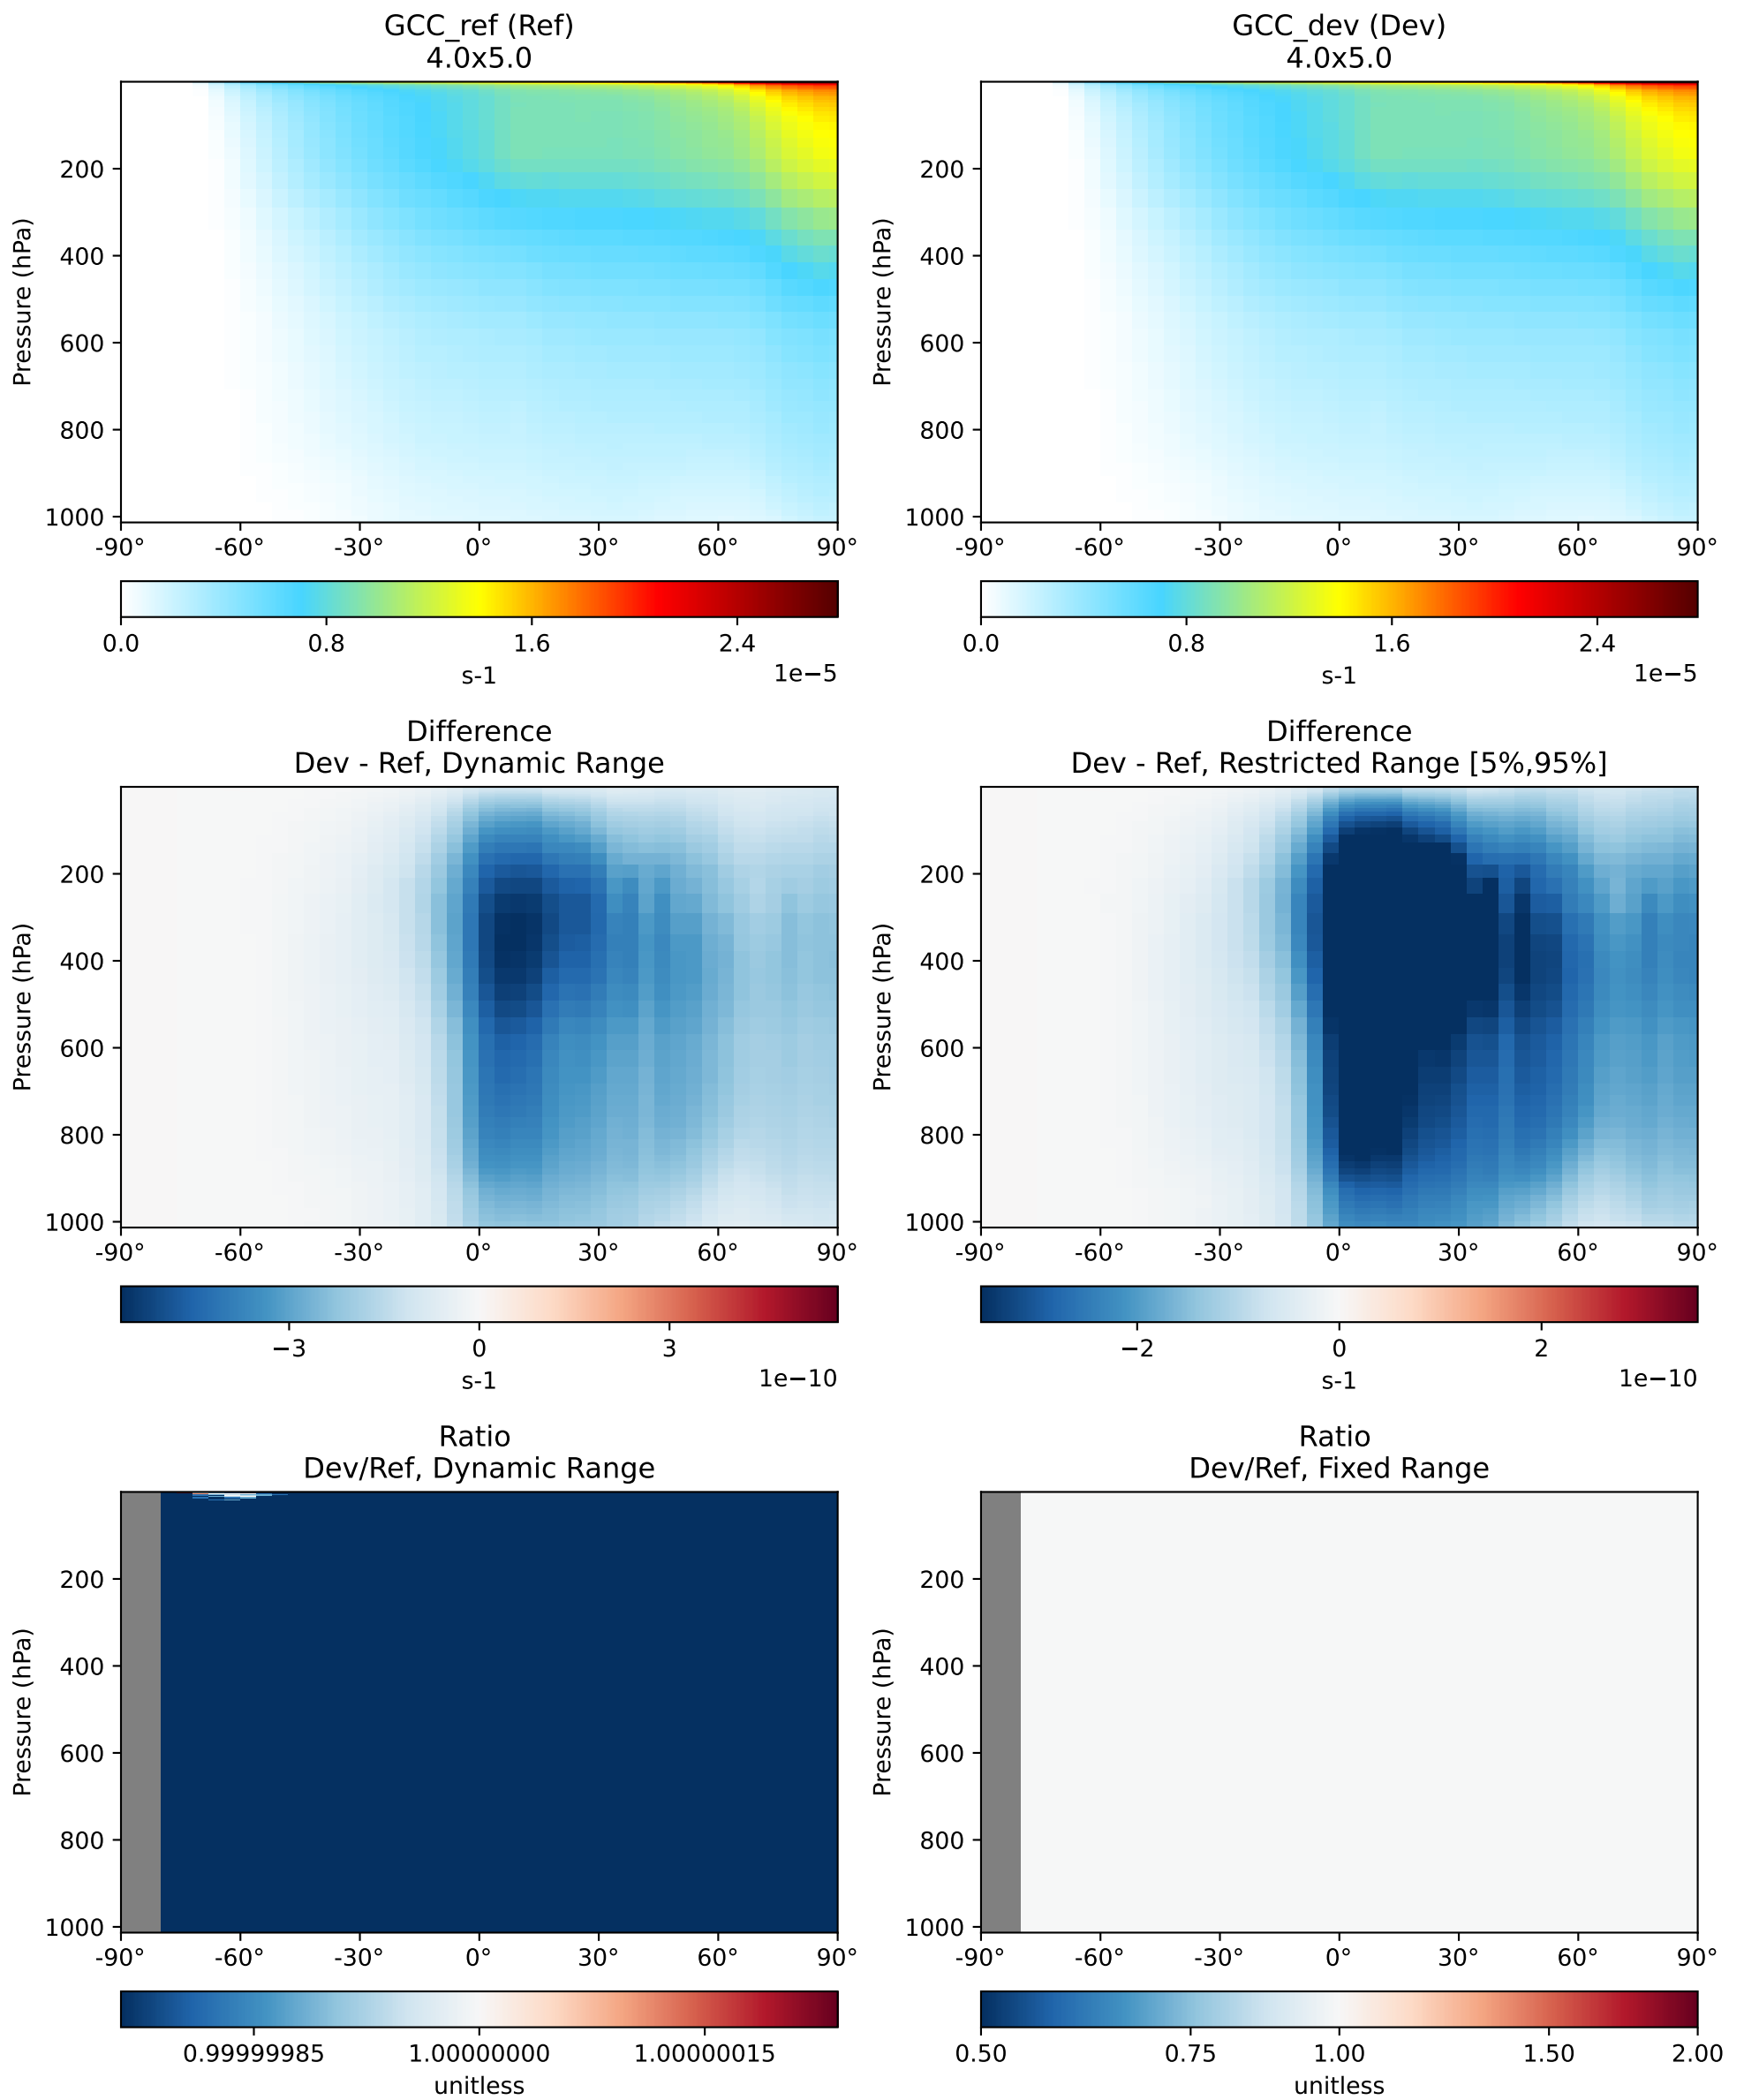 GCC_ref (Ref)
4.0x5.0
Pressure (hPa)
200
400
600
800
1000
-90° -60° -30° 0° 30° 60° 90°
0.0 0.8 1.6 2.4
s-1
1e−5
GCC_dev (Dev)
4.0x5.0
Pressure (hPa)
200
400
600
800
1000
-90° -60° -30° 0° 30° 60° 90°
0.0 0.8 1.6 2.4
s-1
1e−5
Difference
Dev - Ref, Dynamic Range
Pressure (hPa)
200
400
600
800
1000
-90° -60° -30° 0° 30° 60° 90°
−3 0 3
s-1
1e−10
Difference
Dev - Ref, Restricted Range [5%,95%]
Pressure (hPa)
200
400
600
800
1000
-90° -60° -30° 0° 30° 60° 90°
−2 0 2
s-1
1e−10
Ratio
Dev/Ref, Dynamic Range
Pressure (hPa)
200
400
600
800
1000
-90° -60° -30° 0° 30° 60° 90°
0.99999985 1.00000000 1.00000015
unitless
Ratio
Dev/Ref, Fixed Range
Pressure (hPa)
200
400
600
800
1000
-90° -60° -30° 0° 30° 60° 90°
0.50 0.75 1.00 1.50 2.00
unitless